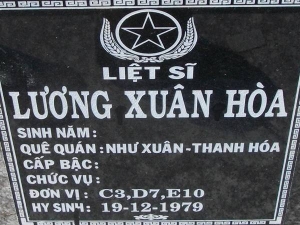 LIỆT SĨ
LƯƠNG XUÂN HÒA
SINH NĂM:
QUÊ QUÁN: NHƯ XUÂN-THANH HÓA
CẤP BẬC:
CHỨC VỤ:
ĐƠN VỊ : C3,D7,E10
HY SINH: 19-12-1979